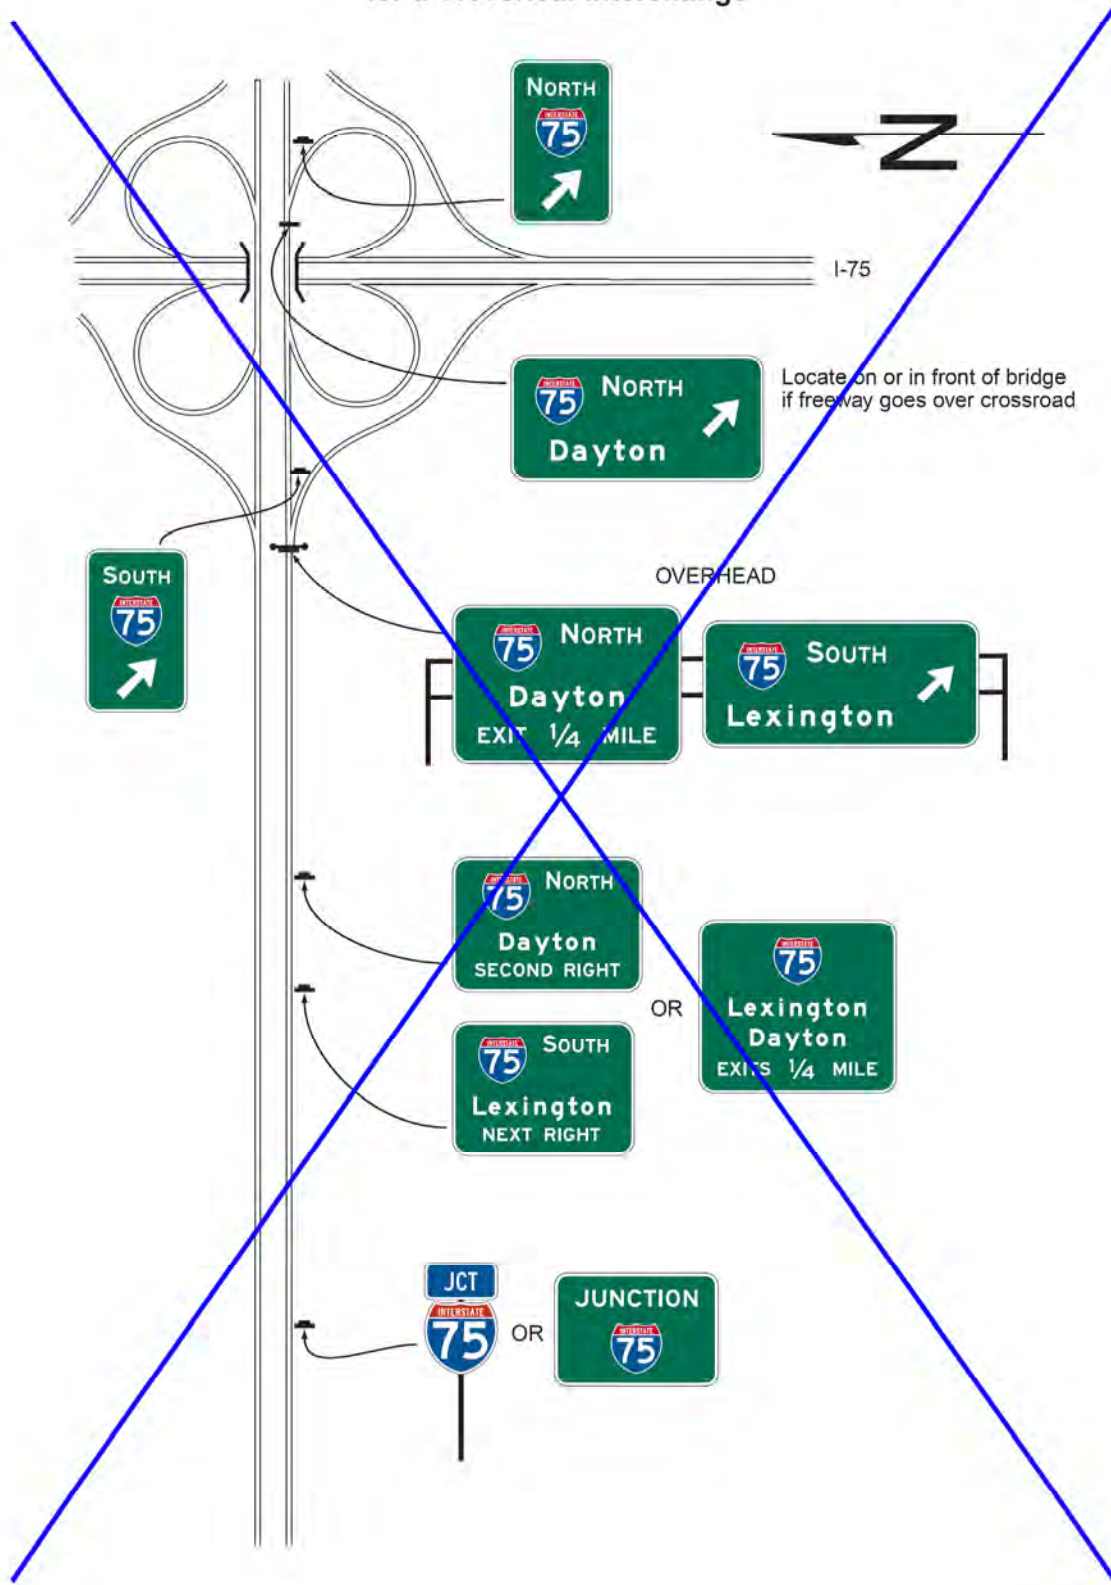 for a Cloverleaf Interchange
NORTH
INTERSTATE
75
N
I-75
INTERSTATE
75
NORTH
Dayton
Locate on or in front of bridge
if freeway goes over crossroad
SOUTH
INTERSTATE
75
OVERHEAD
INTERSTATE
75
NORTH
Dayton
EXIT 1/4 MILE
INTERSTATE
75
SOUTH
Lexington
INTERSTATE
75
NORTH
Dayton
SECOND RIGHT
INTERSTATE
75
SOUTH
Lexington
NEXT RIGHT
OR
INTERSTATE
75
Lexington
Dayton
EXITS 1/4 MILE
JCT
INTERSTATE
75
OR
JUNCTION
INTERSTATE
75